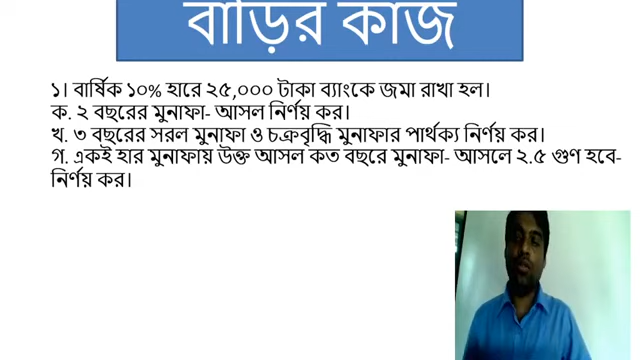 বাড়ির কাজ
১। বার্ষিক ১০% হারে ২৫,০০০ টাকা ব্যাংকে জমা রাখা হল।
ক. ২ বছরের মুনাফা- আসল নির্ণয় কর।
খ. ৩ বছরের সরল মুনাফা ও চক্রবৃদ্ধি মুনাফার পার্থক্য নির্ণয় কর।
গ. একই হার মুনাফায় উক্ত আসল কত বছরে মুনাফা- আসলে ২.৫ গুণ হবে-
নির্ণয় কর।